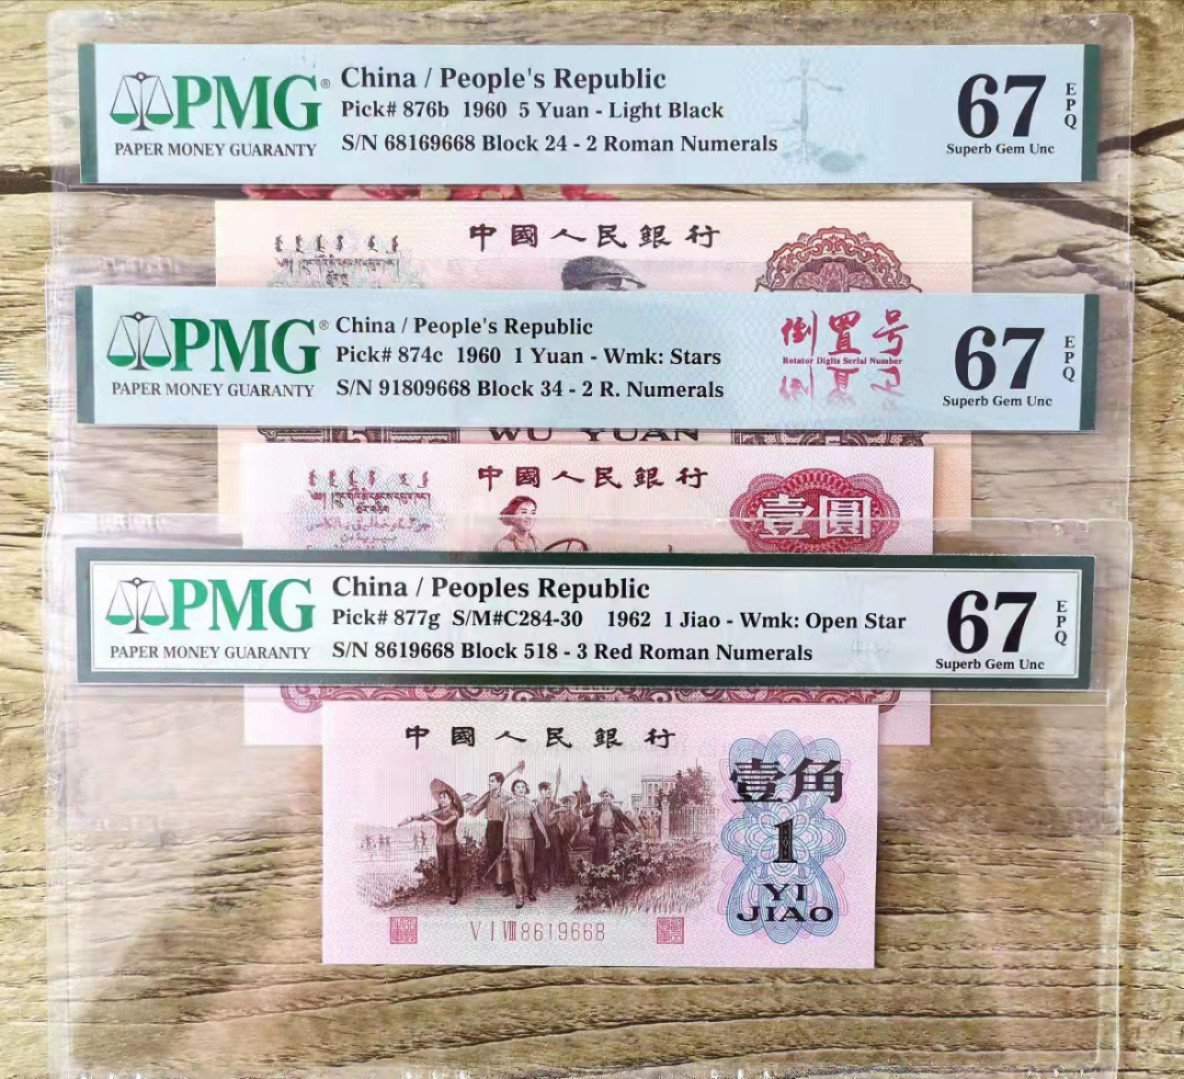 PMG®
PAPER MONEY GUARANTY
China / People's Republic
Pick# 876b 1960 5 Yuan - Light Black
S/N 68169668 Block 24 - 2 Roman Numerals
67
EPQ
Superb Gem Unc
中國人民銀行
PMG®
PAPER MONEY GUARANTY
China / People's Republic
Pick# 874c 1960 1 Yuan - Wmk: Stars
S/N 91809668 Block 34 - 2 R. Numerals
倒置号
Rotator Digits Serial Number
67
EPQ
Superb Gem Unc
5 WU YUAN 5
中國人民銀行
壹圓
PMG
PAPER MONEY GUARANTY
China / Peoples Republic
Pick# 877g S/M#C284-30 1962 1 Jiao - Wmk: Open Star
S/N 8619668 Block 518 - 3 Red Roman Numerals
67
EPQ
Superb Gem Unc
中國人民銀行
壹角
1
YI
JIAO
V I VIII 8619668